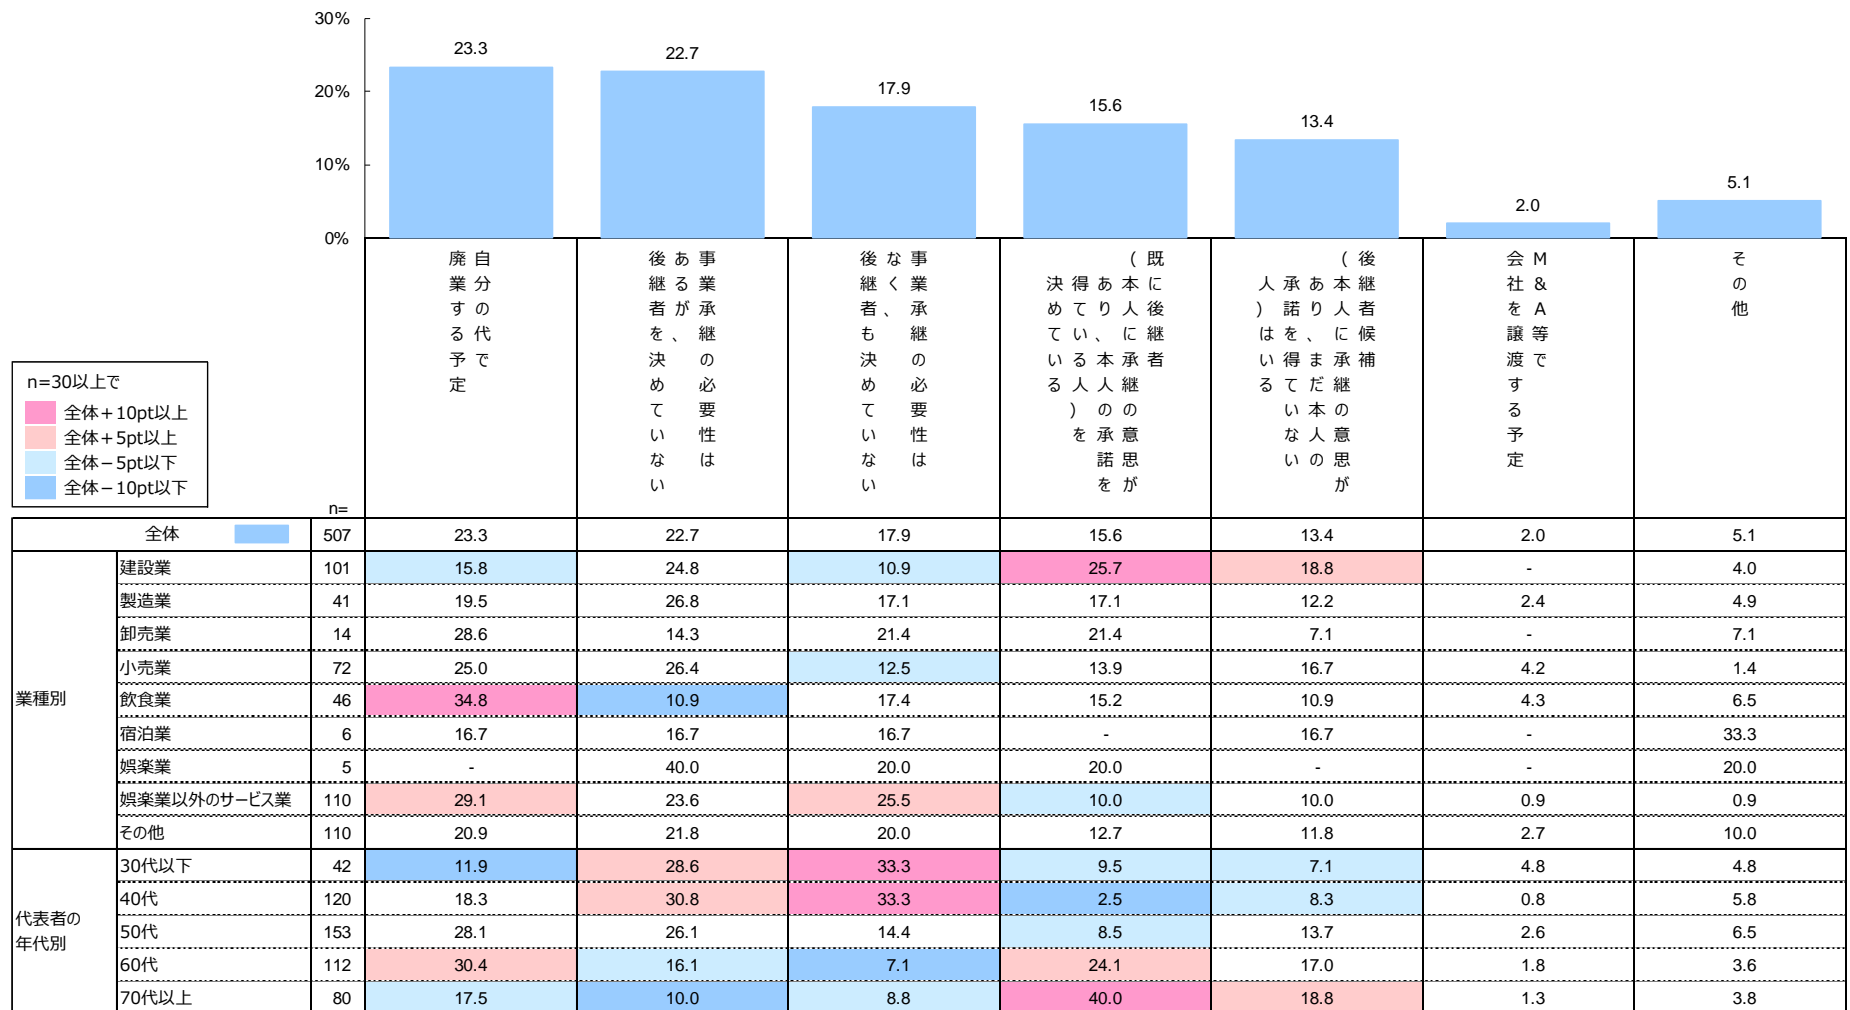 30%
20%
10%
0%
23.3
22.7
17.9
15.6
13.4
2.0
5.1
自分の代で
廃業する予定
事業承継の必要性は
あるが、
後継者を決めていない
事業承継の必要性は
なく、
後継者も決めていない
既に後継者
(本人に承継の意思が
あり、本人の承諾を
得ている人)を
決めている
後継者候補
(本人に承継の意思が
あり、まだ本人の
承諾を得ていない
人)はいる
M&A等で
会社を譲渡する予定
その他
n=30以上で
全体+10pt以上
全体+5pt以上
全体-5pt以下
全体-10pt以下
n=
全体 507 23.3 22.7 17.9 15.6 13.4 2.0 5.1
業種別
建設業 101 15.8 24.8 10.9 25.7 18.8 - 4.0
製造業 41 19.5 26.8 17.1 17.1 12.2 2.4 4.9
卸売業 14 28.6 14.3 21.4 21.4 7.1 - 7.1
小売業 72 25.0 26.4 12.5 13.9 16.7 4.2 1.4
飲食業 46 34.8 10.9 17.4 15.2 10.9 4.3 6.5
宿泊業 6 16.7 16.7 16.7 - 16.7 - 33.3
娯楽業 5 - 40.0 20.0 20.0 - - 20.0
娯楽業以外のサービス業 110 29.1 23.6 25.5 10.0 10.0 0.9 0.9
その他 110 20.9 21.8 20.0 12.7 11.8 2.7 10.0
代表者の
年代別
30代以下 42 11.9 28.6 33.3 9.5 7.1 4.8 4.8
40代 120 18.3 30.8 33.3 2.5 8.3 0.8 5.8
50代 153 28.1 26.1 14.4 8.5 13.7 2.6 6.5
60代 112 30.4 16.1 7.1 24.1 17.0 1.8 3.6
70代以上 80 17.5 10.0 8.8 40.0 18.8 1.3 3.8